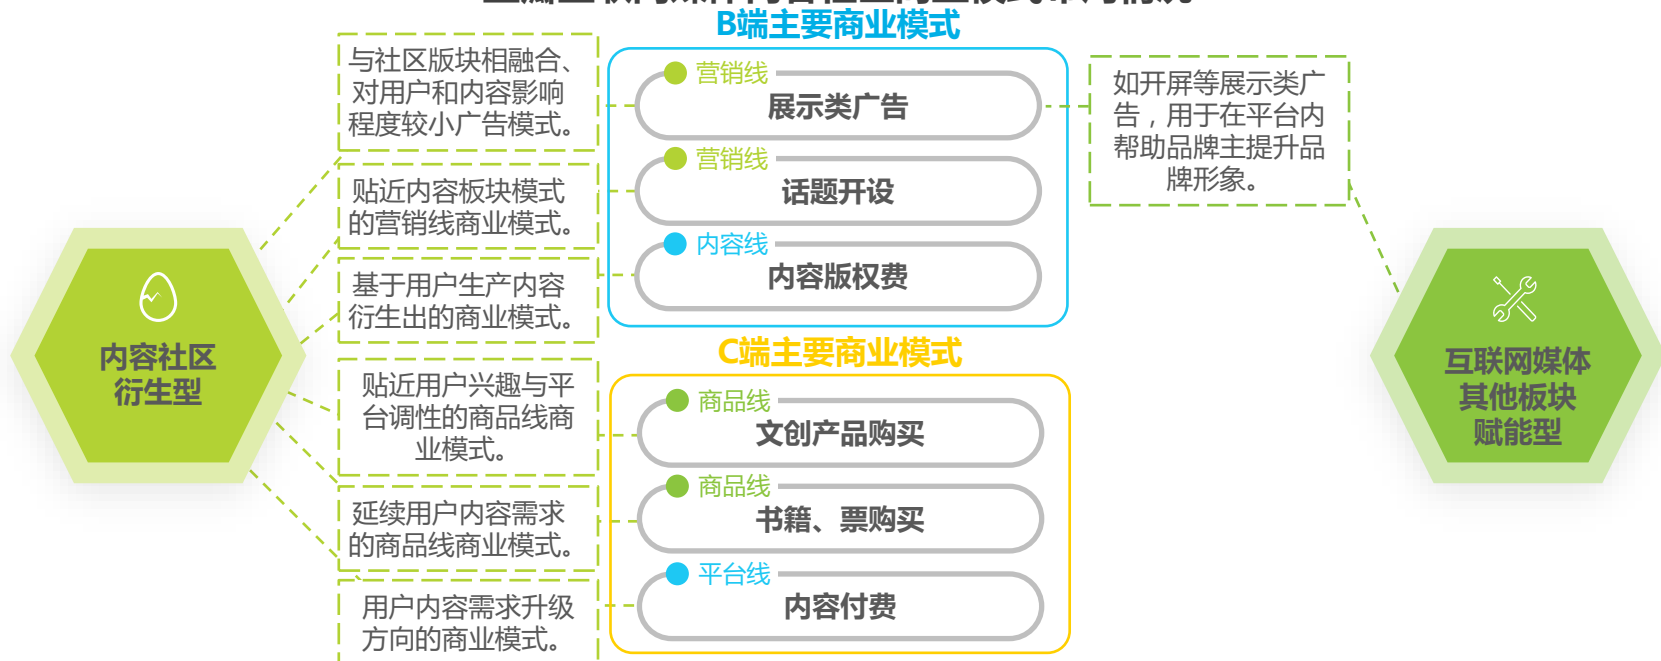 B端主要商业模式
与社区版块相融合、
对用户和内容影响
程度较小广告模式。
贴近内容板块模式
的营销线商业模式。
基于用户生产内容
衍生出的商业模式。
贴近用户兴趣与平
台调性的商品线商
业模式。
延续用户内容需求
的商品线商业模式。
用户内容需求升级
方向的商业模式。
营销线
展示类广告
营销线
话题开设
内容线
内容版权费
C端主要商业模式
商品线
文创产品购买
商品线
书籍、票购买
平台线
内容付费
如开屏等展示类广
告，用于在平台内
帮助品牌主提升品
牌形象。
内容社区
衍生型
互联网媒体
其他板块
赋能型